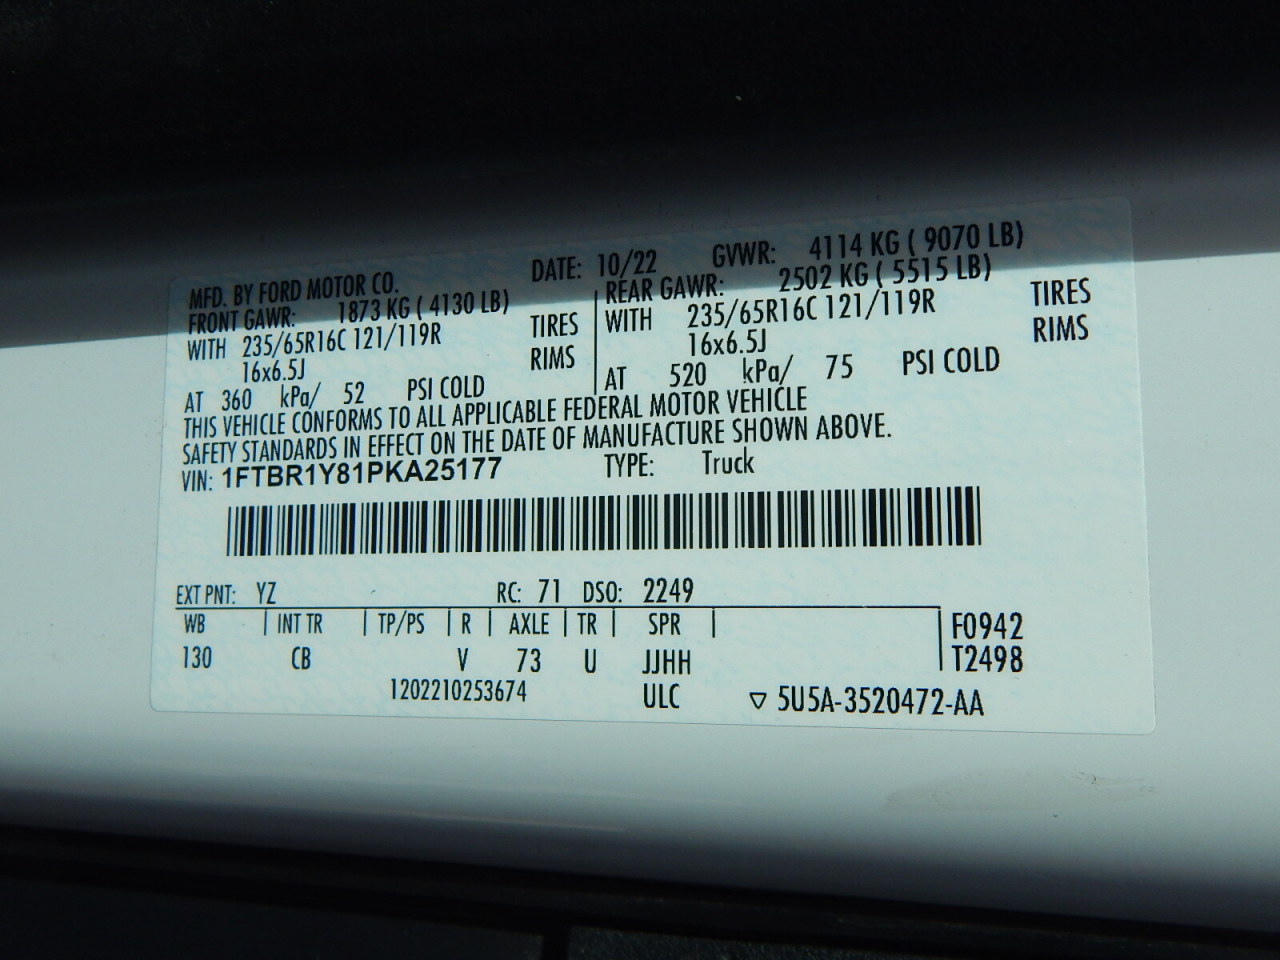 MFD. BY FORD MOTOR CO. DATE: 10/22 GVWR: 4114 KG ( 9070 LB)
FRONT GAWR: 1873 KG ( 4130 LB) REAR GAWR: 2502 KG ( 5515 LB)
WITH 235/65R16C 121/119R TIRES WITH 235/65R16C 121/119R TIRES
16x6.5J RIMS 16x6.5J RIMS
AT 360 kPa/ 52 PSI COLD AT 520 kPa/ 75 PSI COLD
THIS VEHICLE CONFORMS TO ALL APPLICABLE FEDERAL MOTOR VEHICLE
SAFETY STANDARDS IN EFFECT ON THE DATE OF MANUFACTURE SHOWN ABOVE.
VIN: 1FTBR1Y81PKA25177 TYPE: Truck
EXT PNT: YZ RC: 71 DSO: 2249
WB | INT TR | TP/PS | R | AXLE | TR | SPR | F0942
130 CB V 73 U JJHH T2498
1202210253674 ULC ▽ 5U5A-3520472-AA